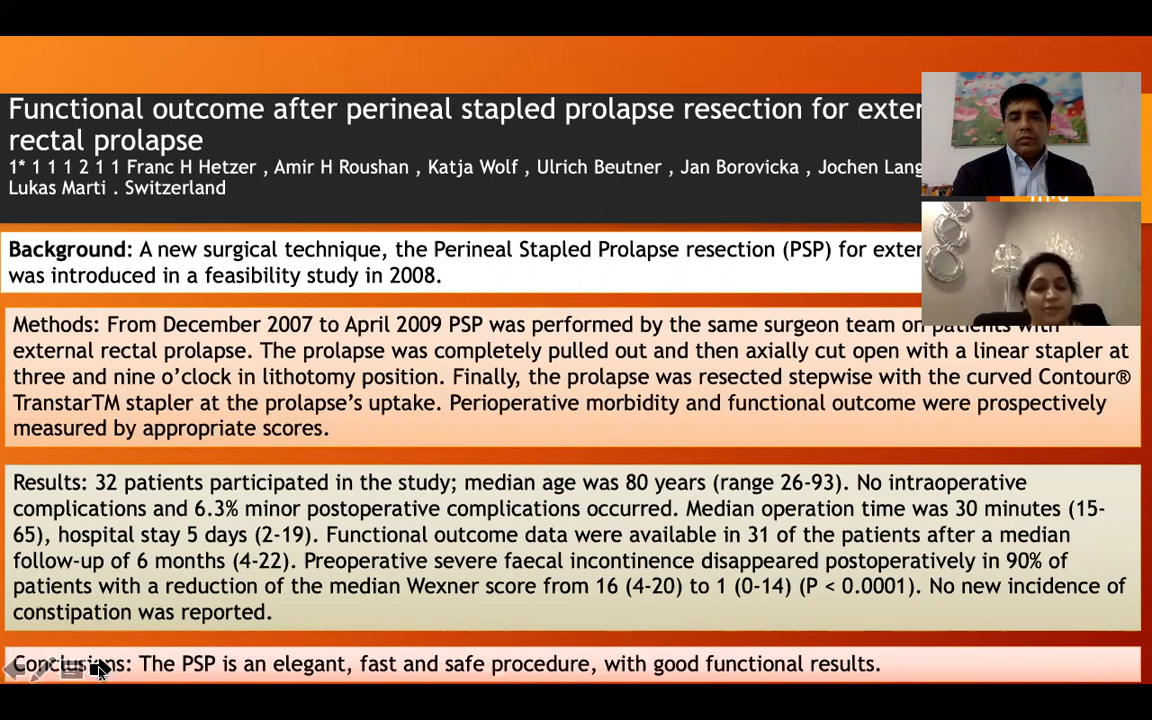 Functional outcome after perineal stapled prolapse resection for exter
rectal prolapse
1* 1 1 1 2 1 1 Franc H Hetzer , Amir H Roushan , Katja Wolf , Ulrich Beutner , Jan Borovicka , Jochen Lang
Lukas Marti . Switzerland
Background: A new surgical technique, the Perineal Stapled Prolapse resection (PSP) for exter
was introduced in a feasibility study in 2008.
Methods: From December 2007 to April 2009 PSP was performed by the same surgeon team on patients with
external rectal prolapse. The prolapse was completely pulled out and then axially cut open with a linear stapler at
three and nine o’clock in lithotomy position. Finally, the prolapse was resected stepwise with the curved Contour®
TranstarTM stapler at the prolapse’s uptake. Perioperative morbidity and functional outcome were prospectively
measured by appropriate scores.
Results: 32 patients participated in the study; median age was 80 years (range 26-93). No intraoperative
complications and 6.3% minor postoperative complications occurred. Median operation time was 30 minutes (15-
65), hospital stay 5 days (2-19). Functional outcome data were available in 31 of the patients after a median
follow-up of 6 months (4-22). Preoperative severe faecal incontinence disappeared postoperatively in 90% of
patients with a reduction of the median Wexner score from 16 (4-20) to 1 (0-14) (P < 0.0001). No new incidence of
constipation was reported.
Conclusions: The PSP is an elegant, fast and safe procedure, with good functional results.